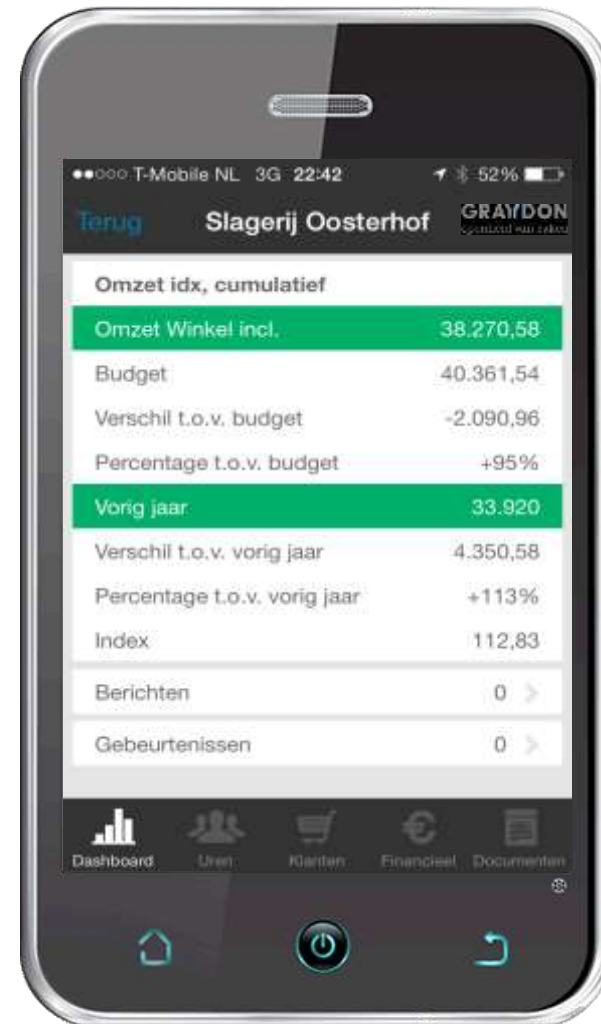 T-Mobile NL 3G 22:42 52%
Terug Slagerij Oosterhof GRAYDON
openheid van zaken
Omzet idx, cumulatief
Omzet Winkel incl. 38.270,58
Budget 40.361,54
Verschil t.o.v. budget -2.090,96
Percentage t.o.v. budget +95%
Vorig jaar 33.920
Verschil t.o.v. vorig jaar 4.350,58
Percentage t.o.v. vorig jaar +113%
Index 112,83
Berichten 0
Gebeurtenissen 0
Dashboard Uren Klanten Financieel Documenten